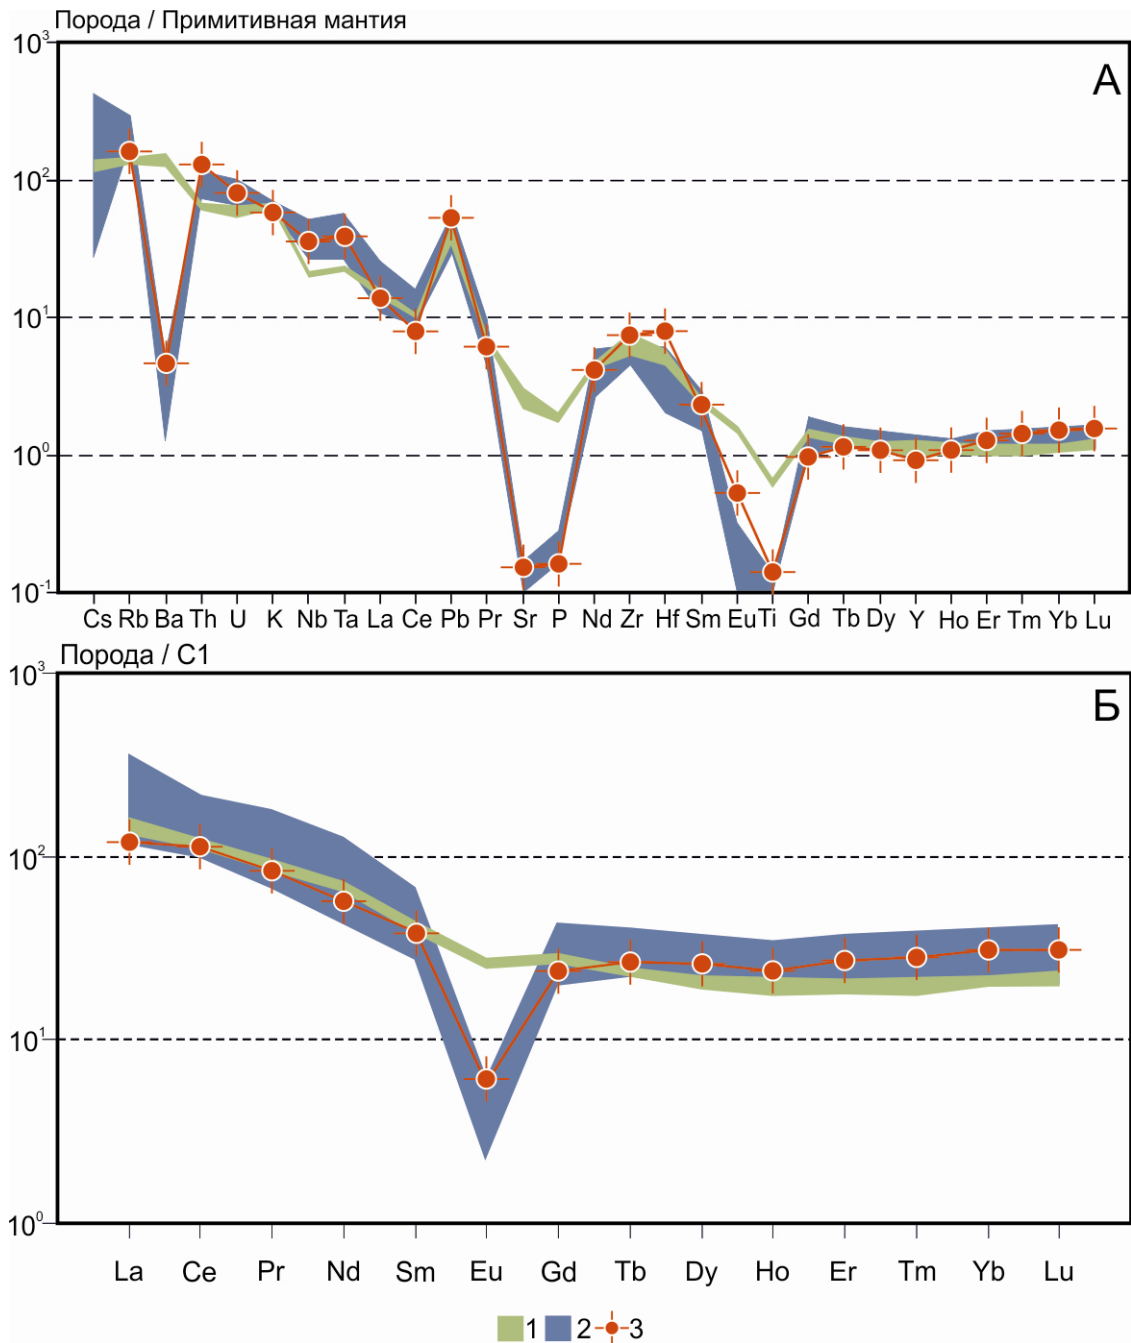 Порода / Примитивная мантия
А
10³
10²
10¹
10⁰
10⁻¹
Cs Rb Ba Th U K Nb Ta La Ce Pb Pr Sr P Nd Zr Hf Sm Eu Ti Gd Tb Dy Y Ho Er Tm Yb Lu
Порода / С1
Б
10³
10²
10¹
10⁰
La Ce Pr Nd Sm Eu Gd Tb Dy Ho Er Tm Yb Lu
1 2 3